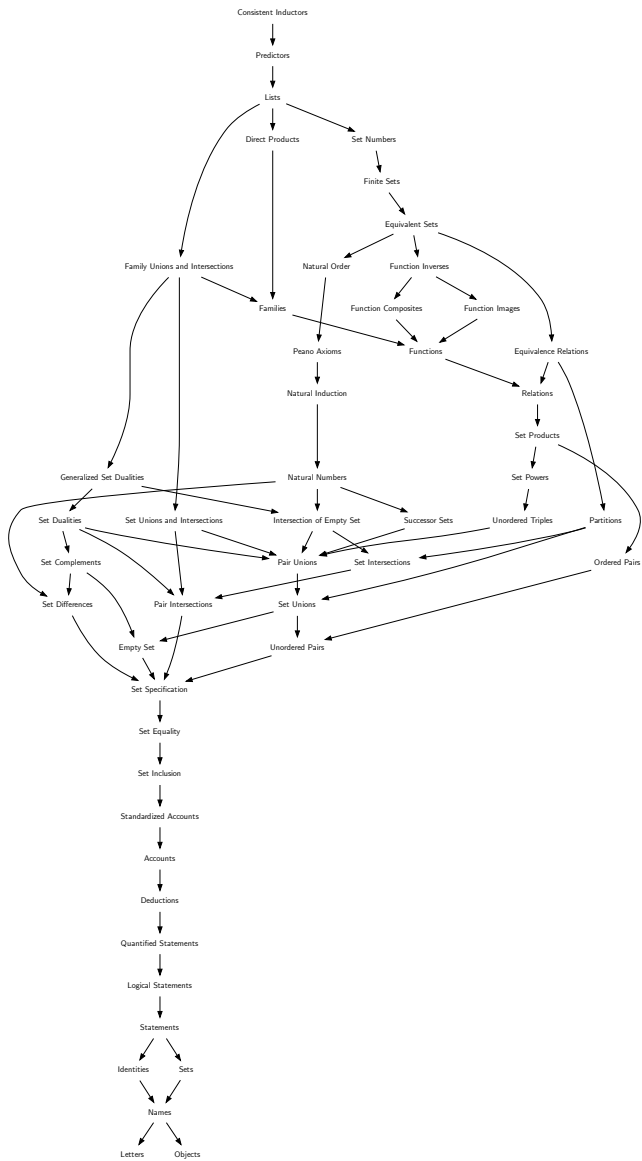 Consistent Inductors
Predictors
Lists
Direct Products
Set Numbers
Finite Sets
Equivalent Sets
Family Unions and Intersections
Natural Order
Function Inverses
Families
Function Composites
Function Images
Peano Axioms
Functions
Equivalence Relations
Natural Induction
Relations
Set Products
Generalized Set Dualities
Natural Numbers
Set Powers
Set Dualities
Set Unions and Intersections
Intersection of Empty Set
Successor Sets
Unordered Triples
Partitions
Set Complements
Pair Unions
Set Intersections
Ordered Pairs
Set Differences
Pair Intersections
Set Unions
Empty Set
Unordered Pairs
Set Specification
Set Equality
Set Inclusion
Standardized Accounts
Accounts
Deductions
Quantified Statements
Logical Statements
Statements
Identities
Sets
Names
Letters
Objects